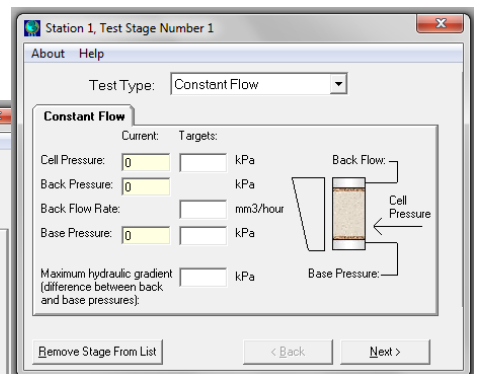 Station 1, Test Stage Number 1
About Help
Test Type: Constant Flow
Constant Flow
Current: Targets:
Cell Pressure: 0 kPa
Back Pressure: 0 kPa
Back Flow Rate: mm3/hour
Base Pressure: 0 kPa
Maximum hydraulic gradient
(difference between back
and base pressures): kPa
Back Flow:
Cell
Pressure
Base Pressure:
Remove Stage From List < Back Next >